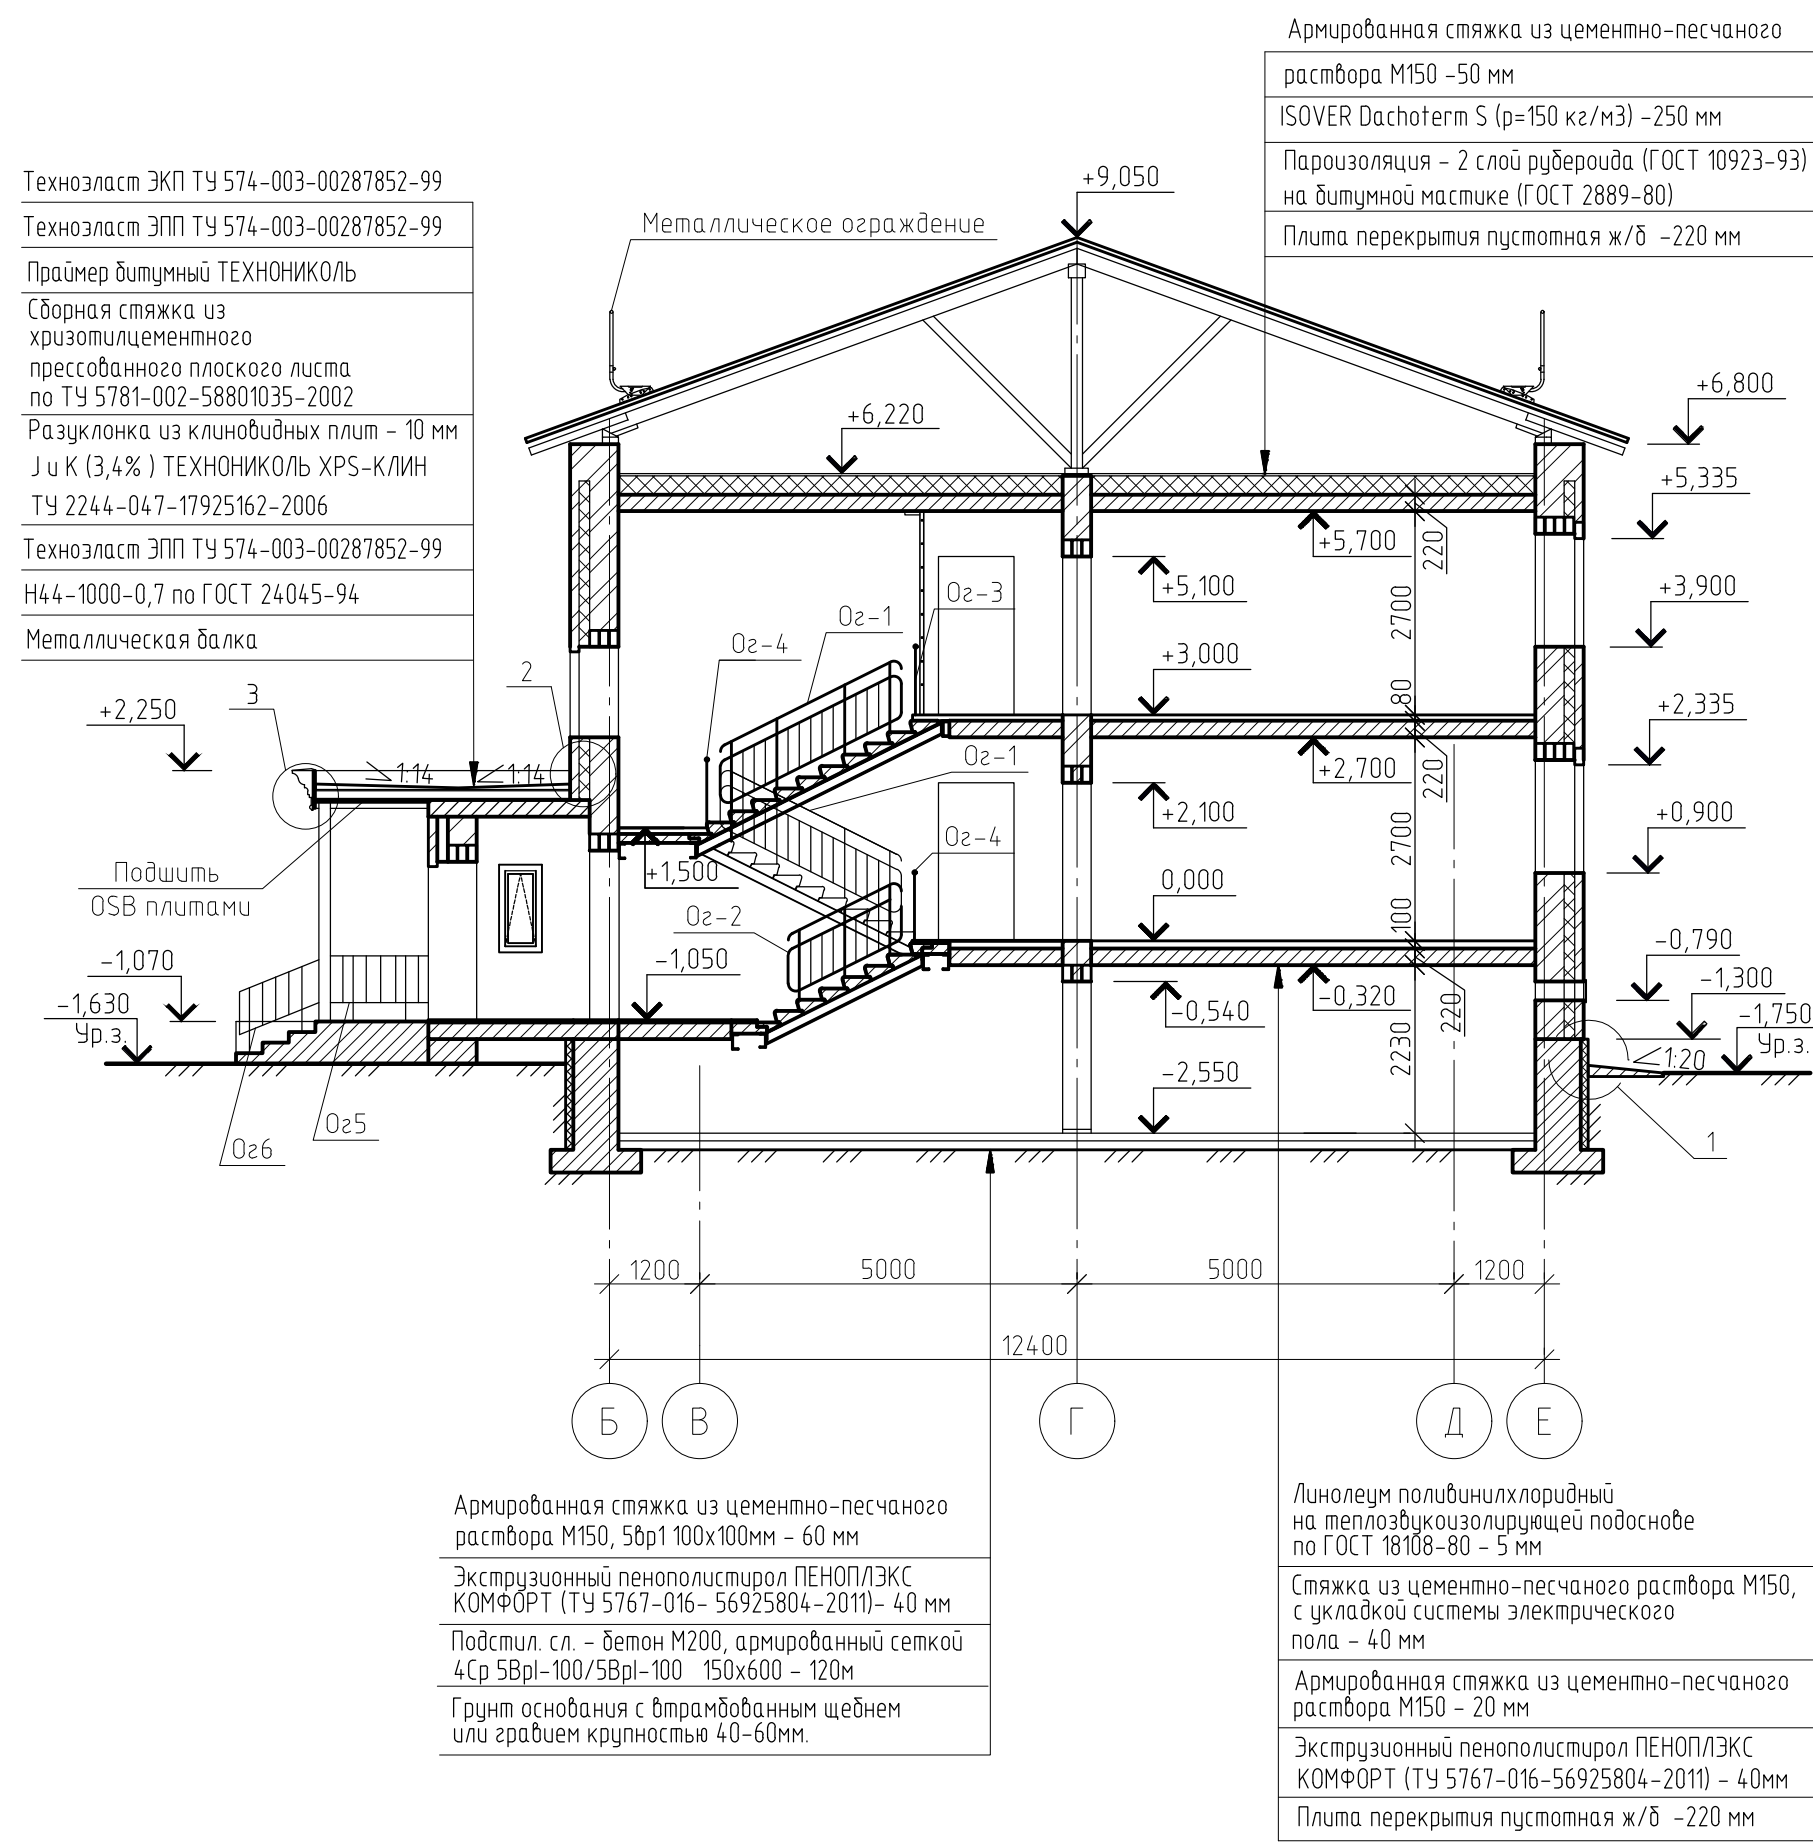 Армированная стяжка из цементно-песчаного
раствора М150 -50 мм
ISOVER Dachoterm S (р=150 кг/м3) -250 мм
Пароизоляция - 2 слой рубероида (ГОСТ 10923-93)
на битумной мастике (ГОСТ 2889-80)
Плита перекрытия пустотная ж/б -220 мм
Техноэласт ЭКП ТУ 574-003-00287852-99
Техноэласт ЭПП ТУ 574-003-00287852-99
Праймер битумный ТЕХНОНИКОЛЬ
Сборная стяжка из
хризотилцементного
прессованного плоского листа
по ТУ 5781-002-58801035-2002
Разуклонка из клиновидных плит - 10 мм
J и K (3,4% ) ТЕХНОНИКОЛЬ XPS-КЛИН
ТУ 2244-047-17925162-2006
Техноэласт ЭПП ТУ 574-003-00287852-99
Н44-1000-0,7 по ГОСТ 24045-94
Металлическая балка
Металлическое ограждение
+9,050
+6,220
+6,800
+5,335
+3,900
+2,335
+0,900
-0,790
-1,300
-1,750
Ур.з.
1:20
1
+5,700
220
+5,100
2700
+3,000
80
+2,700
220
+2,100
2700
0,000
100
-0,320
220
-0,540
2230
-2,550
Ог-3
Ог-1
Ог-4
Ог-1
Ог-4
Ог-2
+1,500
-1,050
2
3
+2,250
1:14
1:14
Подшить
OSB плитами
-1,070
-1,630
Ур.з.
Ог5
Ог6
1200
5000
5000
1200
12400
Б
В
Г
Д
Е
Армированная стяжка из цементно-песчаного
раствора М150, 5вр1 100х100мм - 60 мм
Экструзионный пенополистирол ПЕНОПЛЭКС
КОМФОРТ (ТУ 5767-016- 56925804-2011)- 40 мм
Подстил. сл. - бетон М200, армированный сеткой
4Ср 5ВрI-100/5ВрI-100 150х600 - 120м
Грунт основания с втрамбованным щебнем
или гравием крупностью 40-60мм.
Линолеум поливинилхлоридный
на теплозвукоизолирующей подоснове
по ГОСТ 18108-80 - 5 мм
Стяжка из цементно-песчаного раствора М150,
с укладкой системы электрического
пола - 40 мм
Армированная стяжка из цементно-песчаного
раствора М150 - 20 мм
Экструзионный пенополистирол ПЕНОПЛЭКС
КОМФОРТ (ТУ 5767-016-56925804-2011) - 40мм
Плита перекрытия пустотная ж/б -220 мм